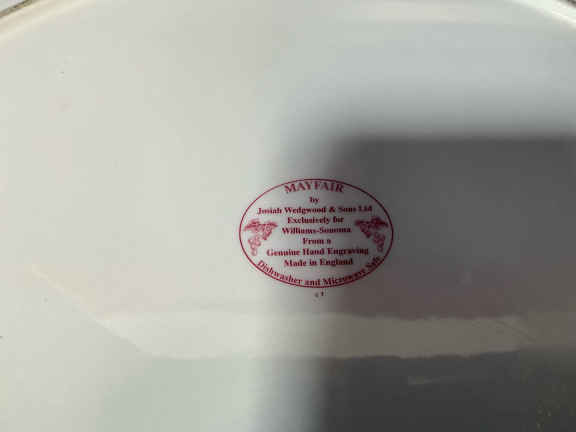 MAYFAIR
by
Josiah Wedgwood & Sons Ltd
Exclusively for
Williams-Sonoma
From a
Genuine Hand Engraving
Made in England
Dishwasher and Microwave Safe